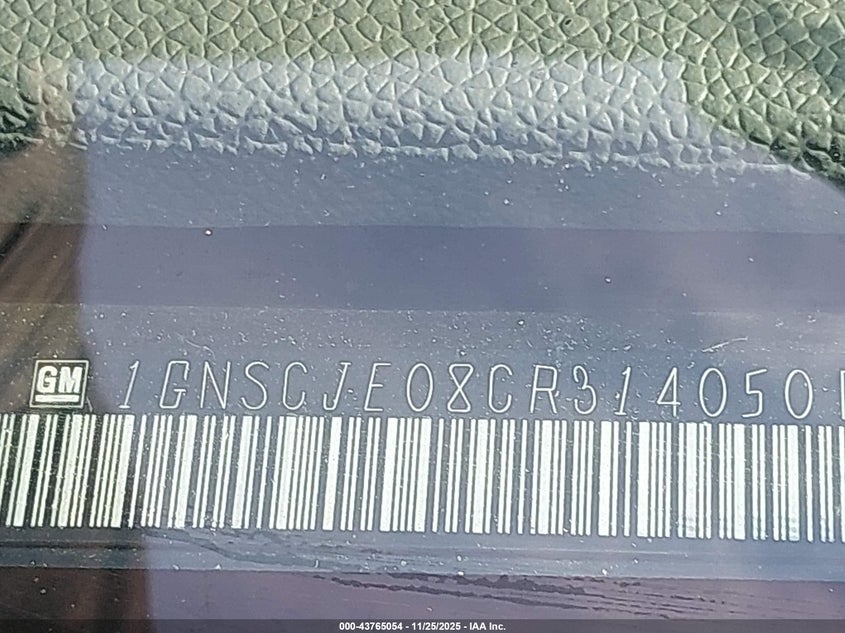 GM 1GNSCJE08CR314050
000-43765054 - 11/25/2025 - IAA Inc.